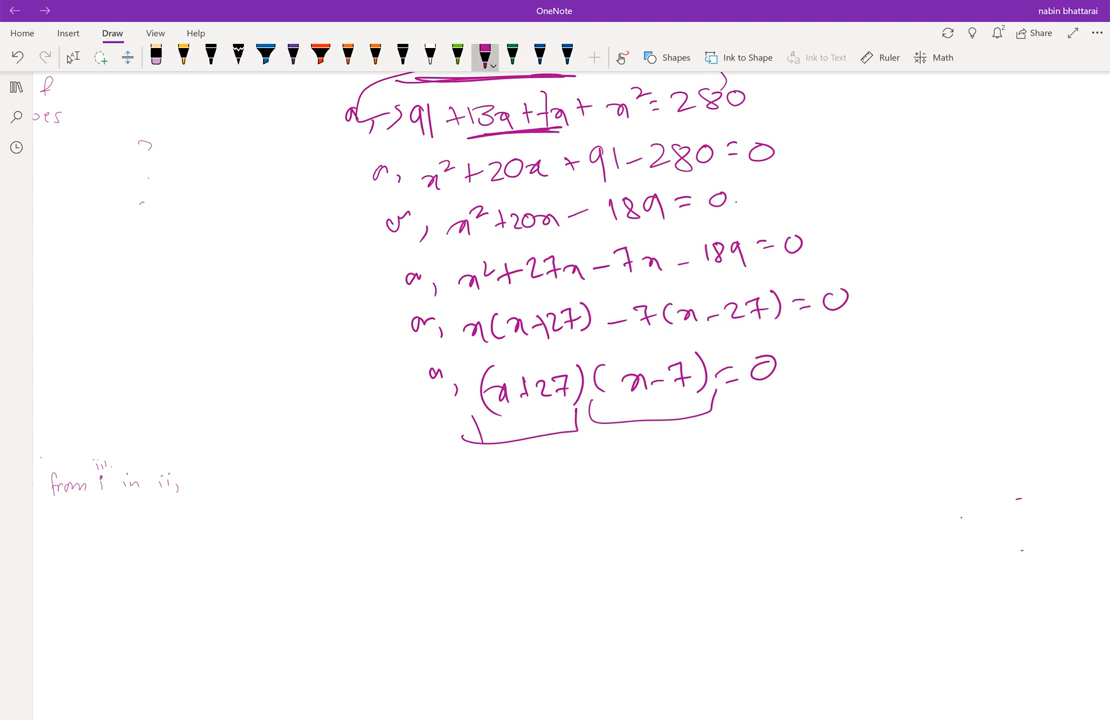 OneNote
nabin bhattarai
Home Insert Draw View Help
Share
Shapes Ink to Shape Ink to Text Ruler Math
91 + 13x + 7x + x² = 280
or, x² + 20x + 91 - 280 = 0
or, x² + 20x - 189 = 0
or, x² + 27x - 7x - 189 = 0
or, x(x + 27) - 7(x - 27) = 0
or, (x + 27)(x - 7) = 0
iii.
from i in ii,